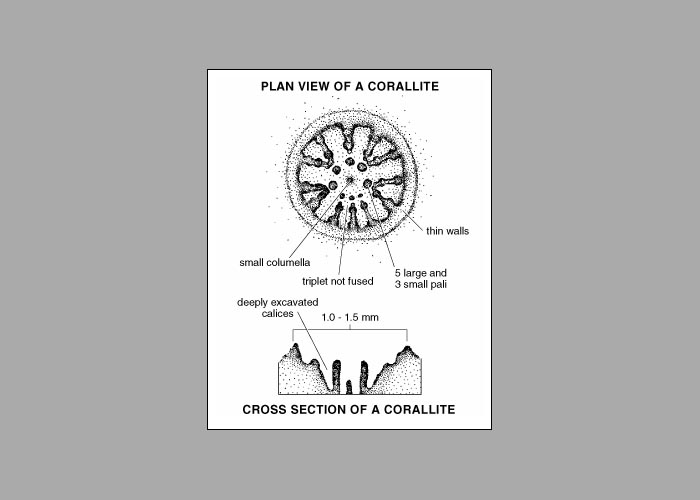 PLAN VIEW OF A CORALLITE
thin walls
small columella
triplet not fused
5 large and
3 small pali
deeply excavated
calices
1.0 - 1.5 mm
CROSS SECTION OF A CORALLITE